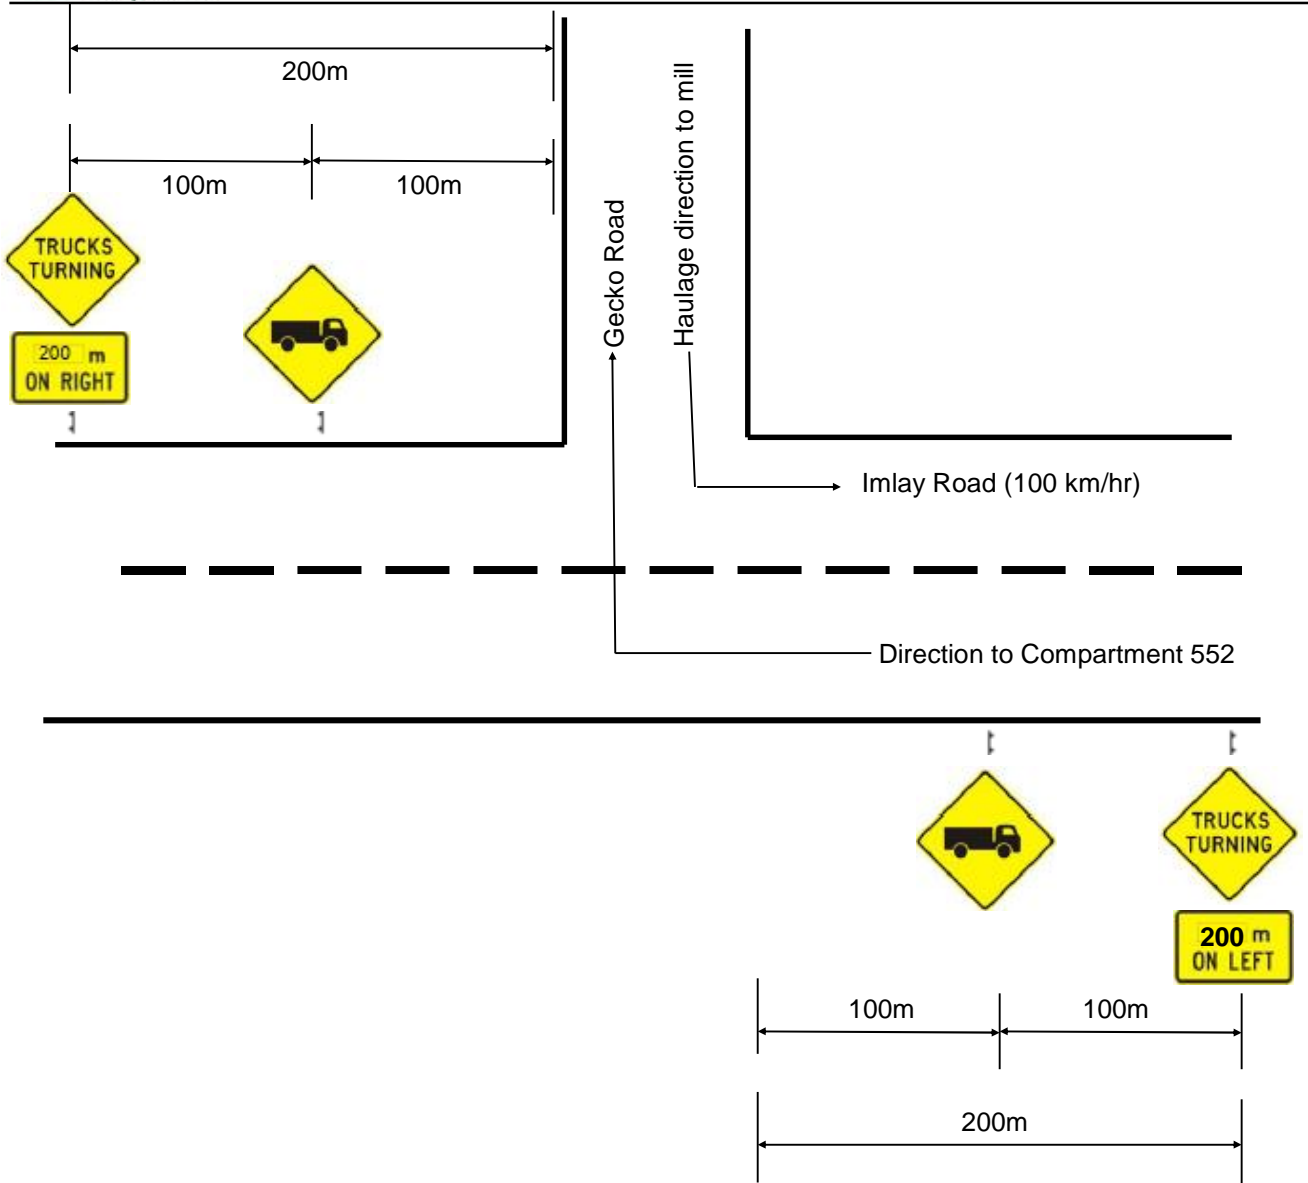 200m
100m
100m
TRUCKS
TURNING
200 m
ON RIGHT
Gecko Road
Haulage direction to mill
Imlay Road (100 km/hr)
Direction to Compartment 552
TRUCKS
TURNING
200 m
ON LEFT
100m
100m
200m